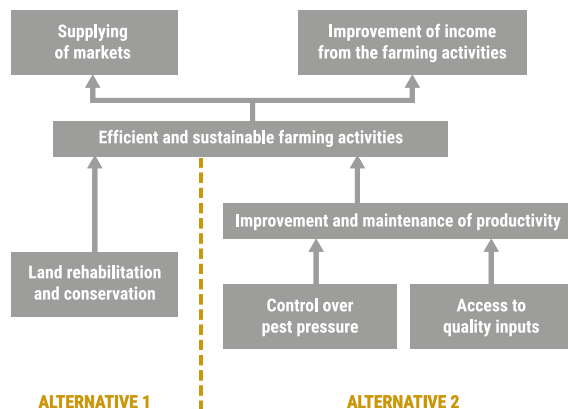 Supplying
of markets
Improvement of income
from the farming activities
Efficient and sustainable farming activities
Improvement and maintenance of productivity
Land rehabilitation
and conservation
Control over
pest pressure
Access to
quality inputs
ALTERNATIVE 1
ALTERNATIVE 2